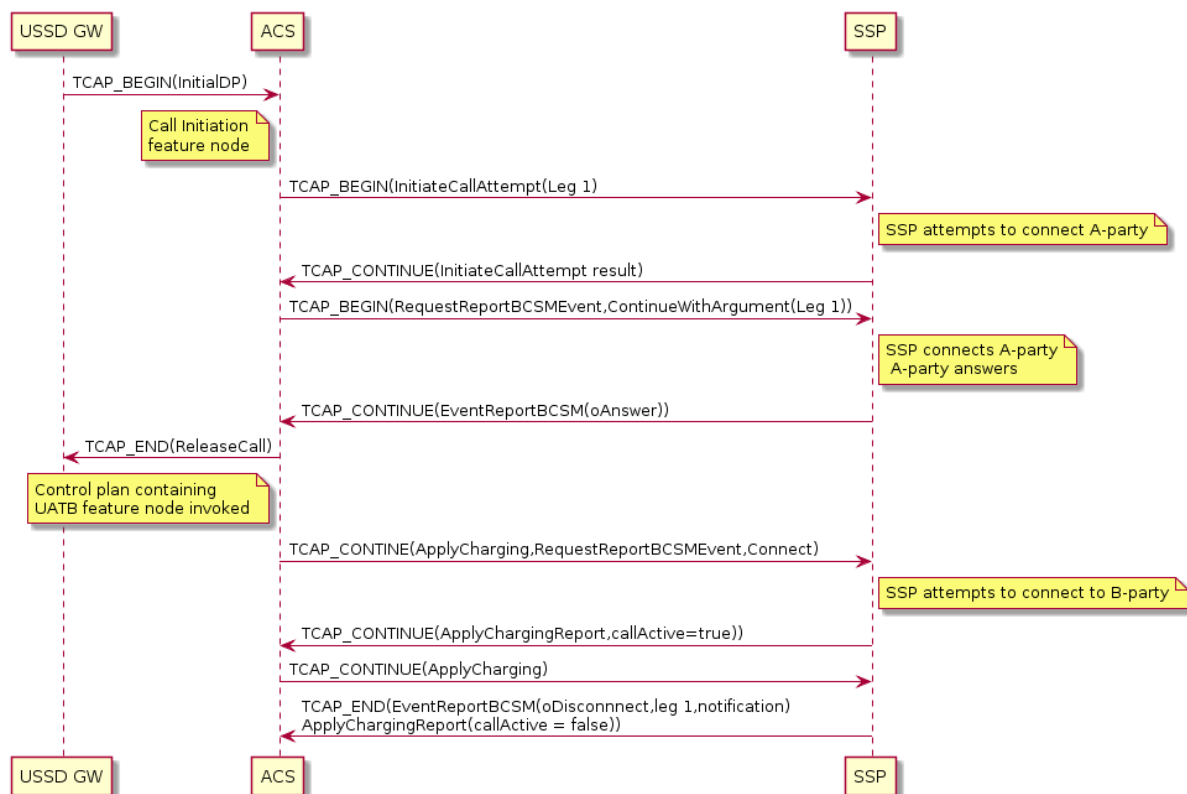 USSD GW
ACS
SSP
TCAP_BEGIN(InitialDP)
Call Initiation
feature node
TCAP_BEGIN(InitiateCallAttempt(Leg 1)
SSP attempts to connect A-party
TCAP_CONTINUE(InitiateCallAttempt result)
TCAP_BEGIN(RequestReportBCSMEvent,ContinueWithArgument(Leg 1))
SSP connects A-party
A-party answers
TCAP_CONTINUE(EventReportBCSM(oAnswer))
TCAP_END(ReleaseCall)
Control plan containing
UATB feature node invoked
TCAP_CONTINE(ApplyCharging,RequestReportBCSMEvent,Connect)
SSP attempts to connect to B-party
TCAP_CONTINUE(ApplyChargingReport,callActive=true))
TCAP_CONTINUE(ApplyCharging)
TCAP_END(EventReportBCSM(oDisconnnect,leg 1,notification)
ApplyChargingReport(callActive = false))
USSD GW
ACS
SSP